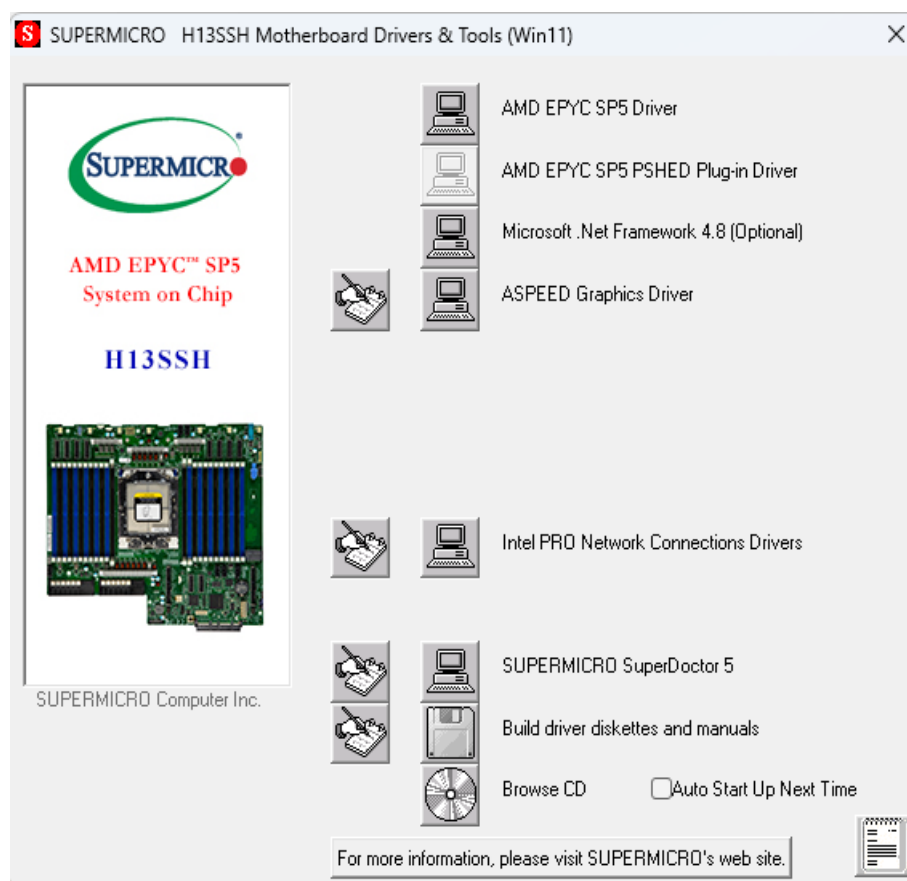 SUPERMICRO H13SSH Motherboard Drivers & Tools (Win11)
SUPERMICRO
AMD EPYC™ SP5
System on Chip
H13SSH
SUPERMICRO Computer Inc.
AMD EPYC SP5 Driver
AMD EPYC SP5 PSHED Plug-in Driver
Microsoft .Net Framework 4.8 (Optional)
ASPEED Graphics Driver
Intel PRO Network Connections Drivers
SUPERMICRO SuperDoctor 5
Build driver diskettes and manuals
Browse CD Auto Start Up Next Time
For more information, please visit SUPERMICRO's web site.